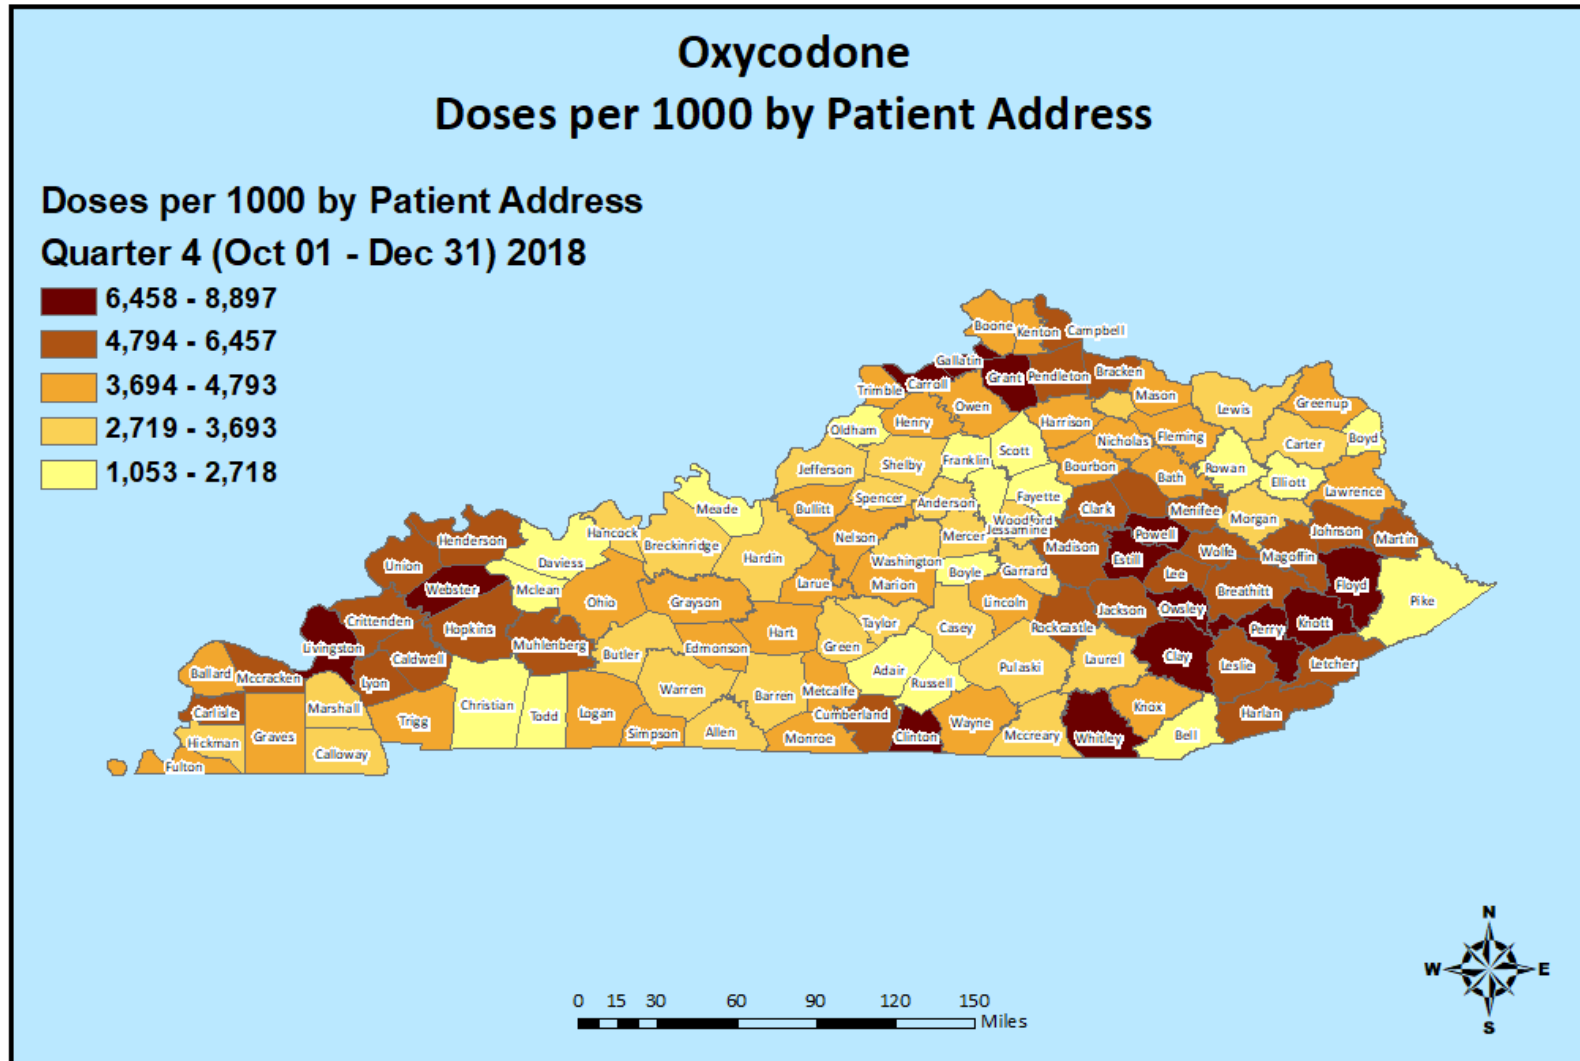 Oxycodone
Doses per 1000 by Patient Address
Doses per 1000 by Patient Address
Quarter 4 (Oct 01 - Dec 31) 2018
6,458 - 8,897
4,794 - 6,457
3,694 - 4,793
2,719 - 3,693
1,053 - 2,718
Boone
Kenton
Campbell
Gallatin
Carroll
Grant
Pendleton
Bracken
Trimble
Owen
Mason
Lewis
Greenup
Oldham
Henry
Harrison
Nicholas
Fleming
Carter
Boyd
Jefferson
Shelby
Franklin
Scott
Bourbon
Bath
Rowan
Elliott
Lawrence
Meade
Bullitt
Spencer
Anderson
Fayette
Woodford
Jessamine
Clark
Menifee
Morgan
Hancock
Henderson
Daviess
Breckinridge
Hardin
Nelson
Washington
Mercer
Madison
Powell
Estill
Wolfe
Magoffin
Johnson
Martin
Union
Webster
Mclean
Ohio
Grayson
Larue
Marion
Boyle
Garrard
Lee
Breathitt
Floyd
Pike
Crittenden
Hopkins
Muhlenberg
Butler
Edmonson
Hart
Green
Taylor
Casey
Lincoln
Rockcastle
Jackson
Owsley
Perry
Knott
Livingston
Caldwell
Lyon
Ballard
Mccracken
Warren
Barren
Metcalfe
Adair
Russell
Pulaski
Laurel
Clay
Leslie
Letcher
Carlisle
Marshall
Christian
Todd
Logan
Trigg
Simpson
Allen
Monroe
Cumberland
Clinton
Wayne
Mccreary
Whitley
Knox
Bell
Harlan
Hickman
Graves
Calloway
Fulton
N
W
E
S
0 15 30 60 90 120 150
Miles